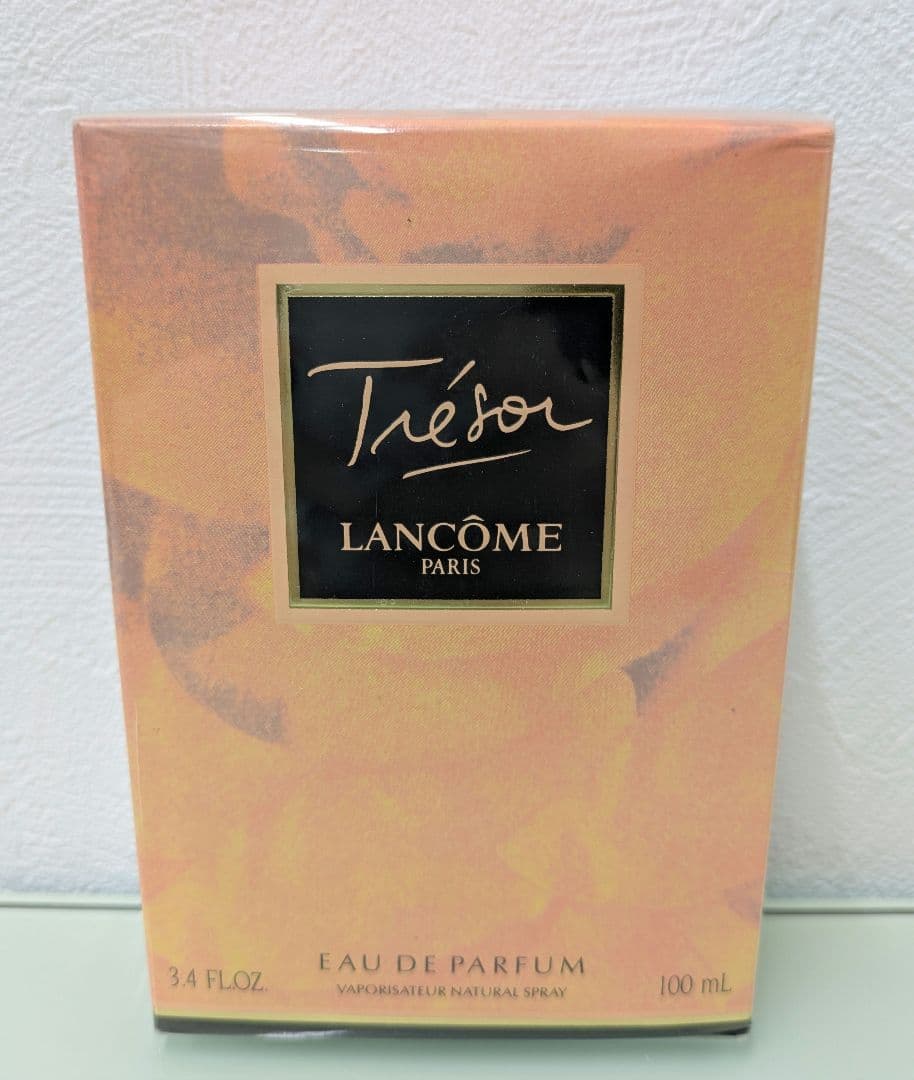 Trésor
LANCÔME
PARIS
EAU DE PARFUM
3.4 FL.OZ.
VAPORISATEUR NATURAL SPRAY
100 mL